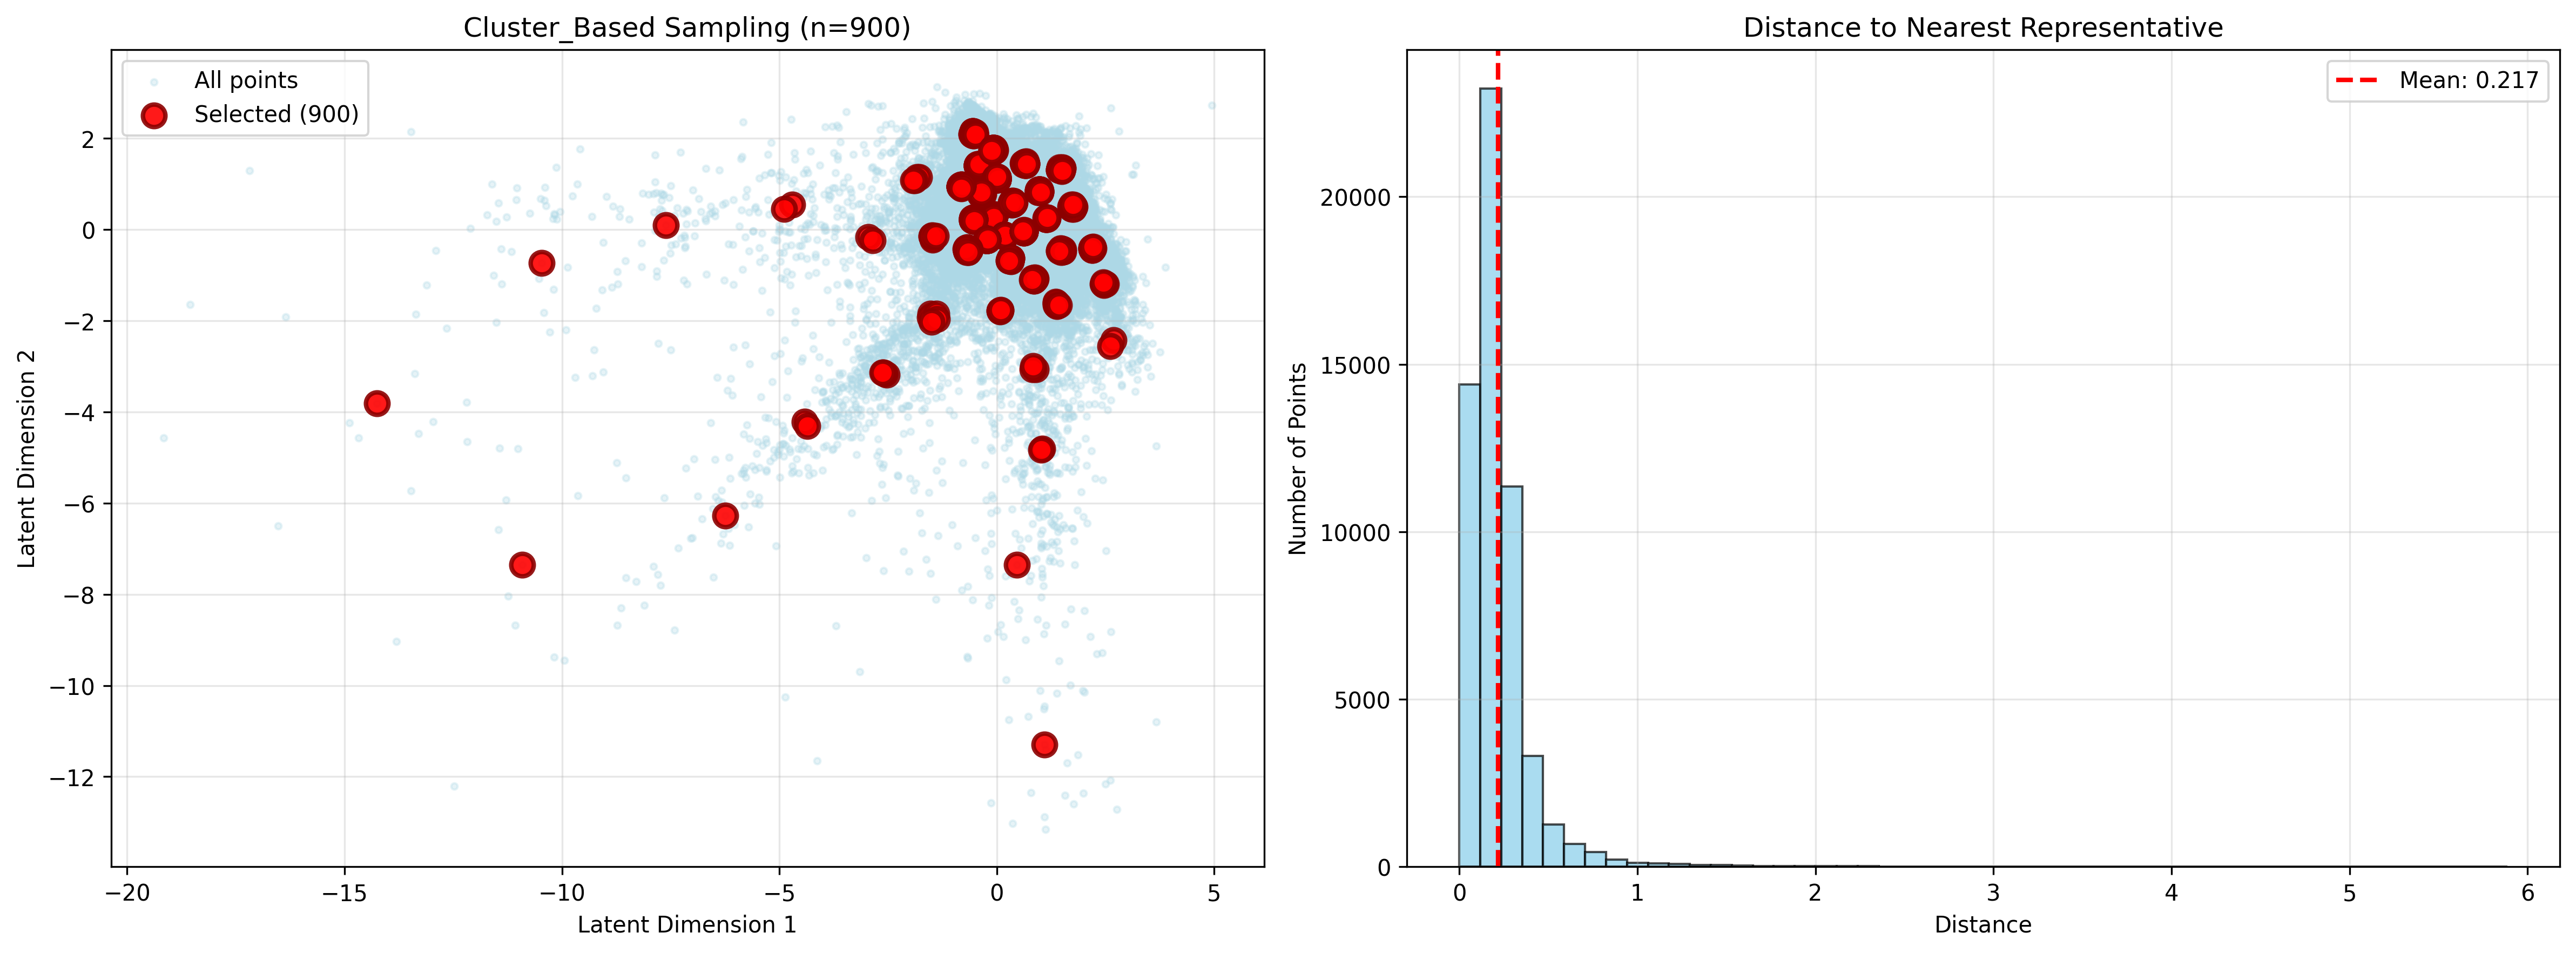 Cluster_Based Sampling (n=900)
All points
Selected (900)
2
0
−2
−4
−6
−8
−10
−12
Latent Dimension 2
−20
−15
−10
−5
0
5
Latent Dimension 1
Distance to Nearest Representative
Mean: 0.217
20000
15000
10000
5000
0
Number of Points
0
1
2
3
4
5
6
Distance